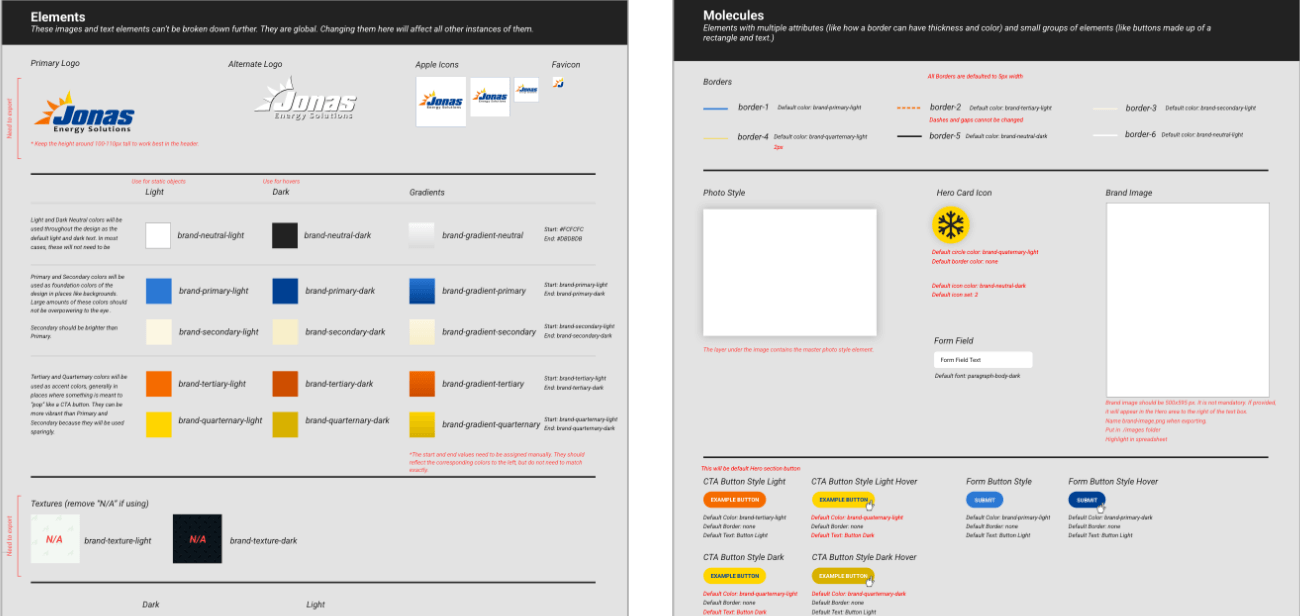 Elements
These images and text elements can't be broken down further. They are global. Changing them here will affect all other instances of them.
Primary Logo
Alternate Logo
Apple Icons
Favicon
Need to export
Jonas
Energy Solutions
Jonas
Energy Solutions
Jonas
Jonas
Jonas
J
* Keep the height around 100-110px tall to work best in the header.
Use for static objects
Use for hovers
Light
Dark
Gradients
Light and Dark Neutral colors will be
used throughout the design as the
default light and dark text. In most
cases, these will not need to be
brand-neutral-light
brand-neutral-dark
brand-gradient-neutral
Start: #FCFCFC
End: #DBDBDB
Primary and Secondary colors will be
used as foundation colors of the
design in places like backgrounds.
Large amounts of these colors should
not be overpowering to the eye.
Secondary should be brighter than
Primary.
brand-primary-light
brand-primary-dark
brand-gradient-primary
Start: brand-primary-light
End: brand-primary-dark
brand-secondary-light
brand-secondary-dark
brand-gradient-secondary
Start: brand-secondary-light
End: brand-secondary-dark
Tertiary and Quarternary colors will be
used as accent colors, generally in
places where something is meant to
"pop" like a CTA button. They can be
more vibrant than Primary and
Secondary because they will be used
sparingly.
brand-tertiary-light
brand-tertiary-dark
brand-gradient-tertiary
Start: brand-tertiary-light
End: brand-tertiary-dark
brand-quarternary-light
brand-quarternary-dark
brand-gradient-quarternary
Start: brand-quarternary-light
End: brand-quarternary-dark
*The start and end values need to be assigned manually. They should
reflect the corresponding colors to the left, but do not need to match
exactly.
Textures (remove "N/A" if using)
Need to export
N/A
brand-texture-light
N/A
brand-texture-dark
Dark
Light
Molecules
Elements with multiple attributes (like how a border can have thickness and color) and small groups of elements (like buttons made up of a
rectangle and text.)
Borders
All Borders are defaulted to 5px width
border-1 Default color: brand-primary-light
border-2 Default color: brand-tertiary-light
Dashes and gaps cannot be changed
border-3 Default color: brand-secondary-light
border-4 Default color: brand-quarternary-light
2px
border-5 Default color: brand-neutral-dark
border-6 Default color: brand-neutral-light
Photo Style
Hero Card Icon
Brand Image
Default circle color: brand-quaternary-light
Default border color: none
Default icon color: brand-neutral-dark
Default icon set: 3
The layer under the image contains the master photo style element.
Form Field
Form Field Text
Default font: paragraph-body-dark
Brand image should be 500x595 px. It is not mandatory. If provided,
it will appear in the Hero area to the right of the text box.
Name brand-image.png when exporting
Put in ./images folder
Highlight in spreadsheet
This will be default Hero section button
CTA Button Style Light
CTA Button Style Light Hover
Form Button Style
Form Button Style Hover
EXAMPLE BUTTON
EXAMPLE BUTTON
SUBMIT
SUBMIT
Default Color: brand-tertiary-light
Default Border: none
Default Text: Button Light
Default Color: brand-quaternary-light
Default Border: none
Default Text: Button Dark
Default Color: brand-primary-light
Default Border: none
Default Text: Button Light
Default Color: brand-primary-dark
Default Border: none
Default Text: Button Light
CTA Button Style Dark
CTA Button Style Dark Hover
EXAMPLE BUTTON
EXAMPLE BUTTON
Default Color: brand-quaternary-light
Default Border: none
Default Text: Button Dark
Default Color: brand-quaternary-dark
Default Border: none
Default Text: Button Light